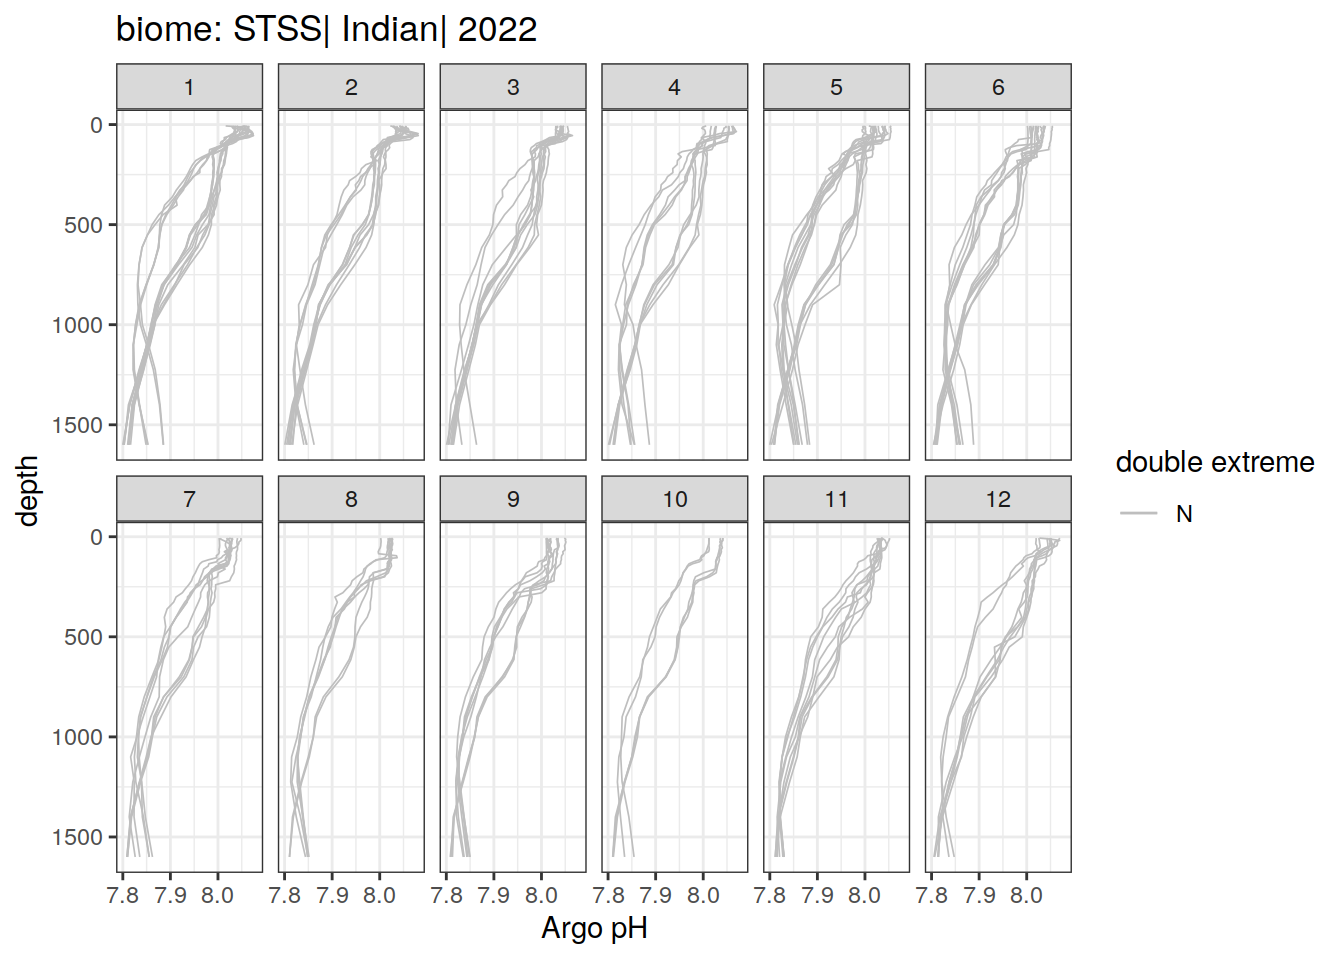 biome: STSS| Indian| 2022
1 2 3 4 5 6
0
500
1000
1500
7 8 9 10 11 12
0
500
1000
1500
7.8 7.9 8.0 7.8 7.9 8.0 7.8 7.9 8.0 7.8 7.9 8.0 7.8 7.9 8.0 7.8 7.9 8.0
Argo pH
depth
double extreme
N